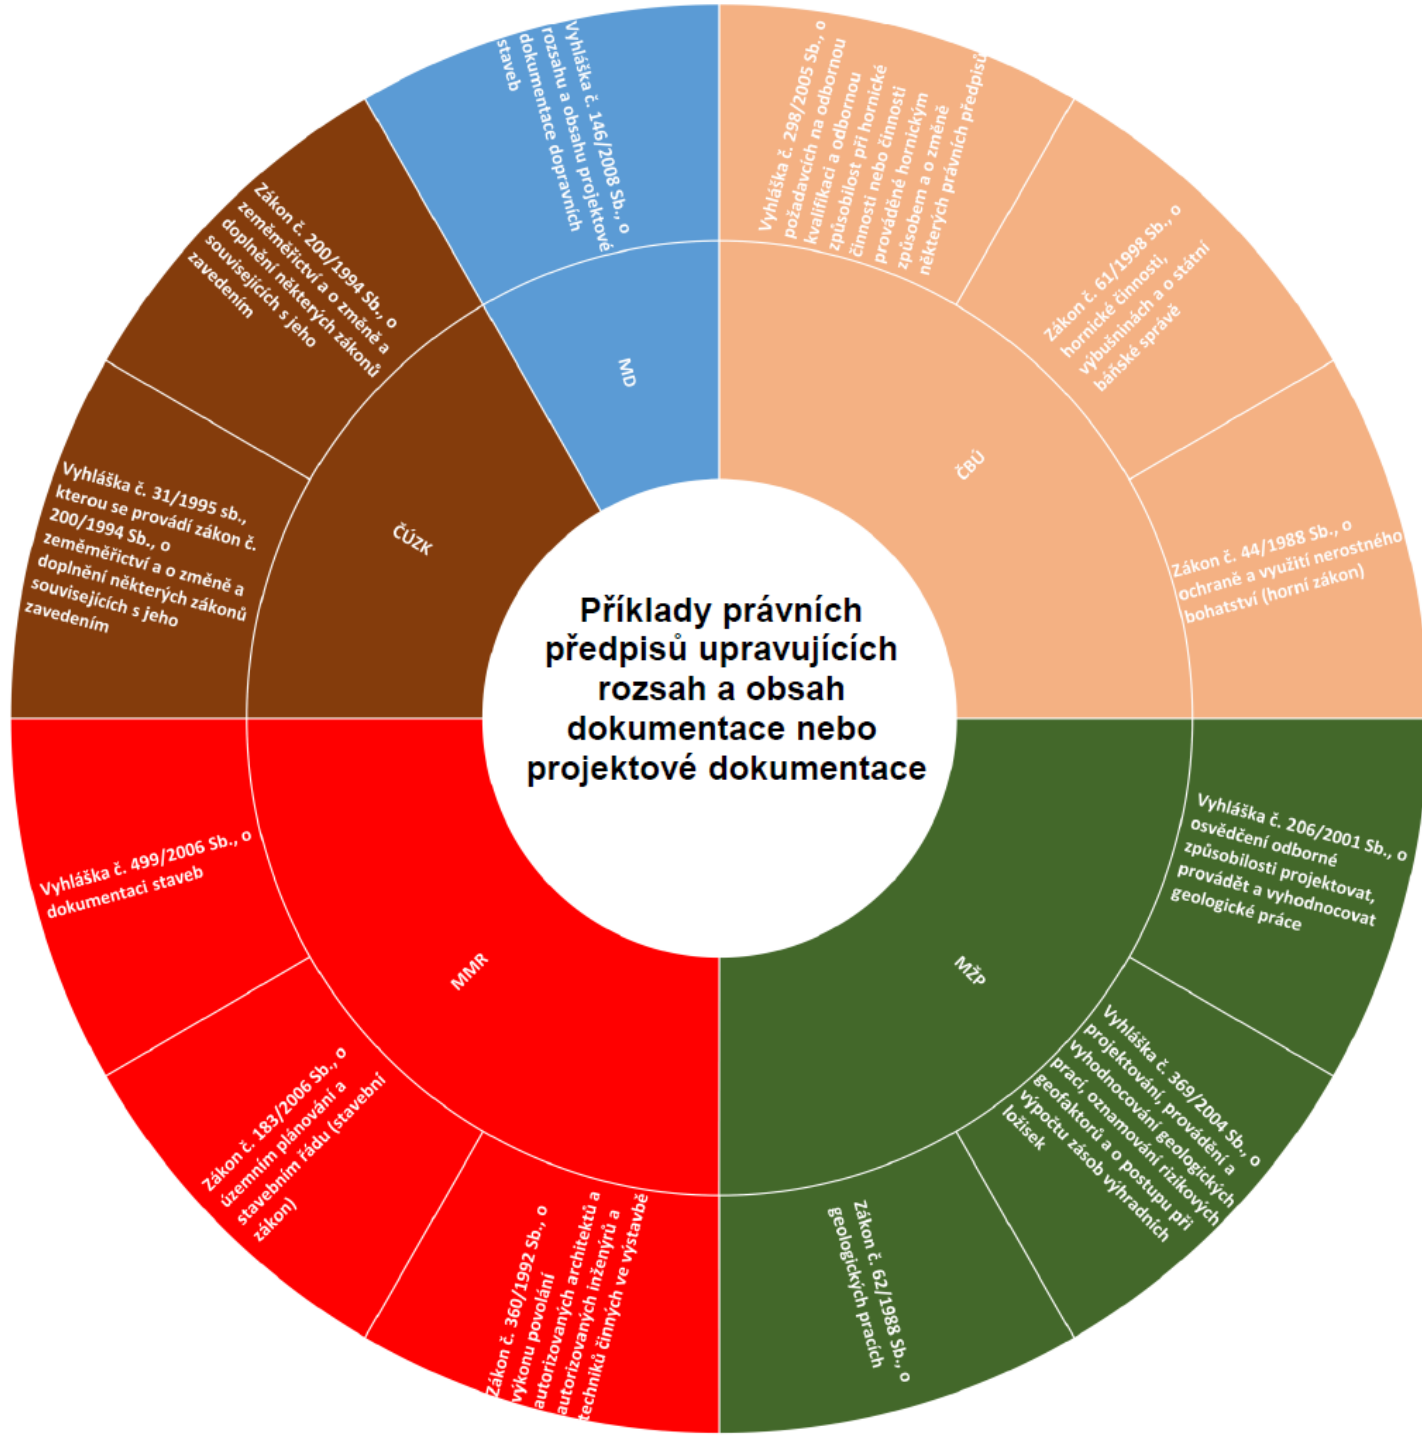 Příklady právních
předpisů upravujících
rozsah a obsah
dokumentace nebo
projektové dokumentace
ČBÚ
Vyhláška č. 298/2005 Sb., o
požadavcích na odbornou
kvalifikaci a odbornou
způsobilost při hornické
činnosti nebo činnosti
prováděné hornickým
způsobem a o změně
některých právních předpisů
Zákon č. 61/1998 Sb., o
hornické činnosti,
výbušninách a o státní
báňské správě
Zákon č. 44/1988 Sb., o
ochraně a využití nerostného
bohatství (horní zákon)
MŽP
Vyhláška č. 206/2001 Sb., o
osvědčení odborné
způsobilosti projektovat,
provádět a vyhodnocovat
geologické práce
Vyhláška č. 369/2004 Sb., o
projektování, provádění a
vyhodnocování geologických
prací, oznamování rizikových
geofaktorů a o postupu při
výpočtu zásob výhradních
ložisek
Zákon č. 62/1988 Sb., o
geologických pracích
MMR
Zákon č. 360/1992 Sb., o
výkonu povolání
autorizovaných architektů a
autorizovaných inženýrů a
techniků činných ve výstavbě
Zákon č. 183/2006 Sb., o
územním plánování a
stavebním řádu (stavební
zákon)
Vyhláška č. 499/2006 Sb., o
dokumentaci staveb
ČÚZK
Vyhláška č. 31/1995 sb.,
kterou se provádí zákon č.
200/1994 Sb., o
zeměměřictví a o změně a
doplnění některých zákonů
souvisejících s jeho
zavedením
Zákon č. 200/1994 Sb., o
zeměměřictví a o změně a
doplnění některých zákonů
souvisejících s jeho
zavedením
MD
Vyhláška č. 146/2008 Sb., o
rozsahu a obsahu projektové
dokumentace dopravních
staveb